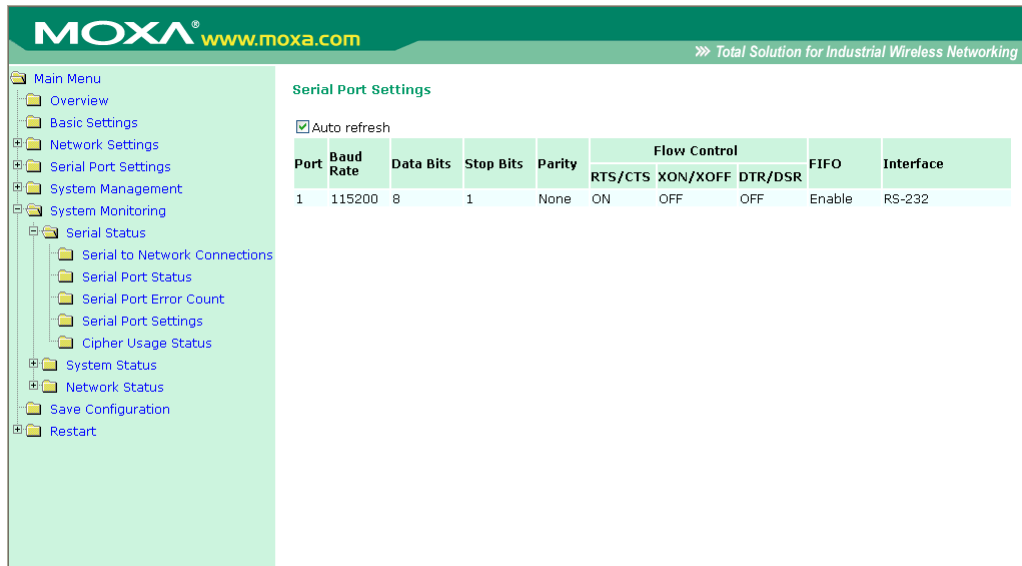 MOXA® www.moxa.com
Total Solution for Industrial Wireless Networking
Main Menu
Overview
Basic Settings
Network Settings
Serial Port Settings
System Management
System Monitoring
Serial Status
Serial to Network Connections
Serial Port Status
Serial Port Error Count
Serial Port Settings
Cipher Usage Status
System Status
Network Status
Save Configuration
Restart
Serial Port Settings
Auto refresh
Port Baud Rate Data Bits Stop Bits Parity Flow Control FIFO Interface
RTS/CTS XON/XOFF DTR/DSR
1 115200 8 1 None ON OFF OFF Enable RS-232